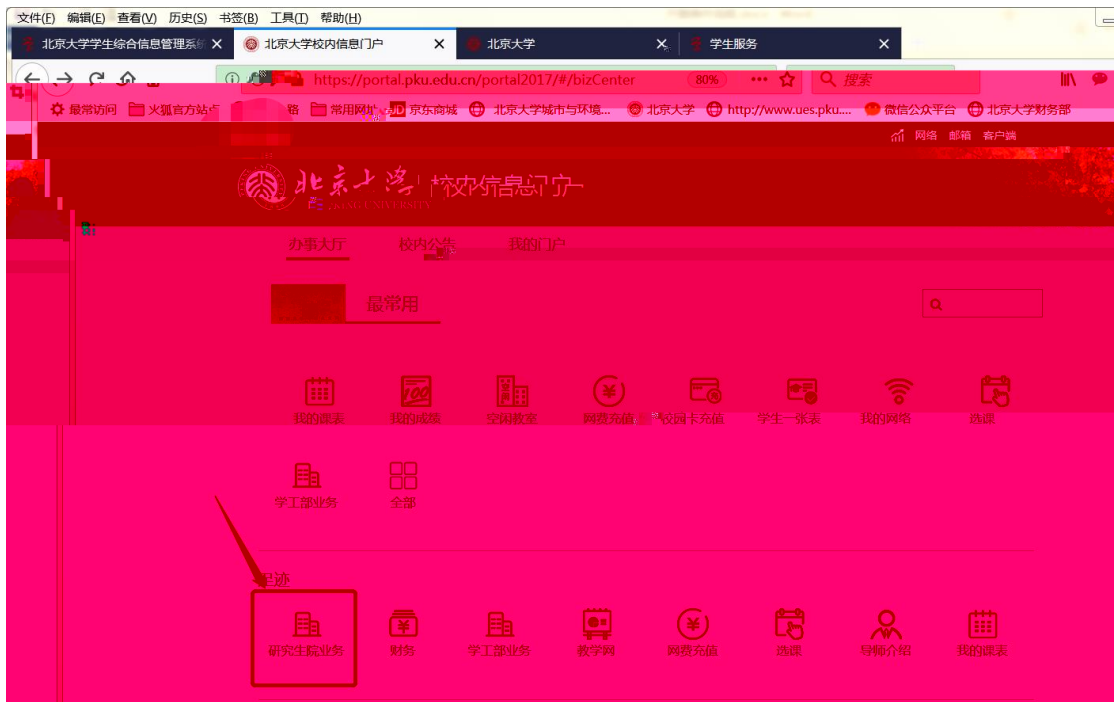 文件(F) 编辑(E) 查看(V) 历史(S) 书签(B) 工具(T) 帮助(H)
北京大学学生综合信息管理系统 北京大学校内信息门户 北京大学 学生服务
https://portal.pku.edu.cn/portal2017/#/bizCenter 80% 搜索
最常访问 火狐官方站点 常用网址 JD 京东商城 北京大学城市与环境... 北京大学 http://www.ues.pku.... 微信公众平台 北京大学财务部
网络 邮箱 客户端
北京大学 校内信息门户
办事大厅 校内公告 我的门户
最常用
我的课表 我的成绩 空闲教室 网费充值 校园卡充值 学生一张表 我的网络 选课
学工部业务 全部
足迹
研究生院业务 财务 学工部业务 教学网 网费充值 选课 导师介绍 我的课表